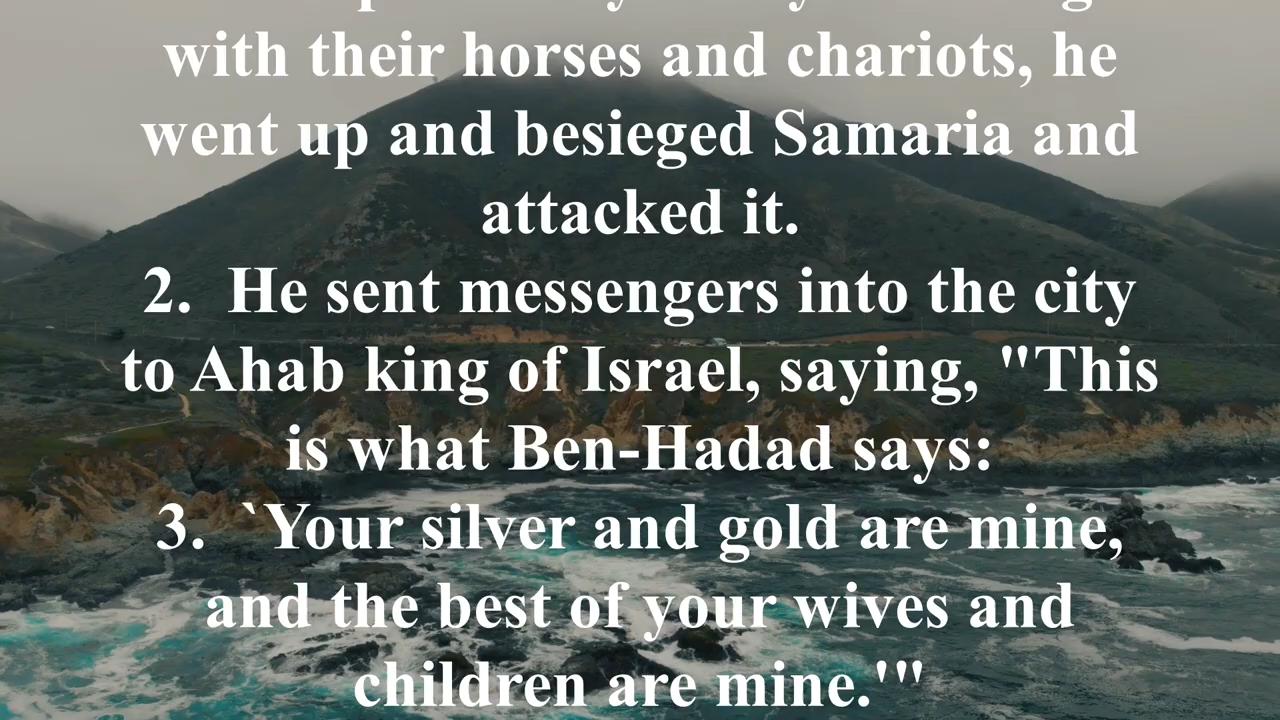 with their horses and chariots, he
went up and besieged Samaria and
attacked it.
2.  He sent messengers into the city
to Ahab king of Israel, saying, "This
is what Ben-Hadad says:
3.  `Your silver and gold are mine,
and the best of your wives and
children are mine.'"